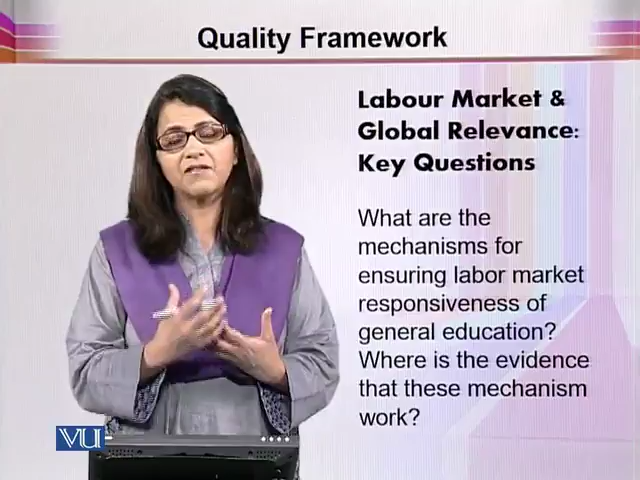 Quality Framework
Labour Market &
Global Relevance:
Key Questions
What are the
mechanisms for
ensuring labor market
responsiveness of
general education?
Where is the evidence
that these mechanism
work?
VU